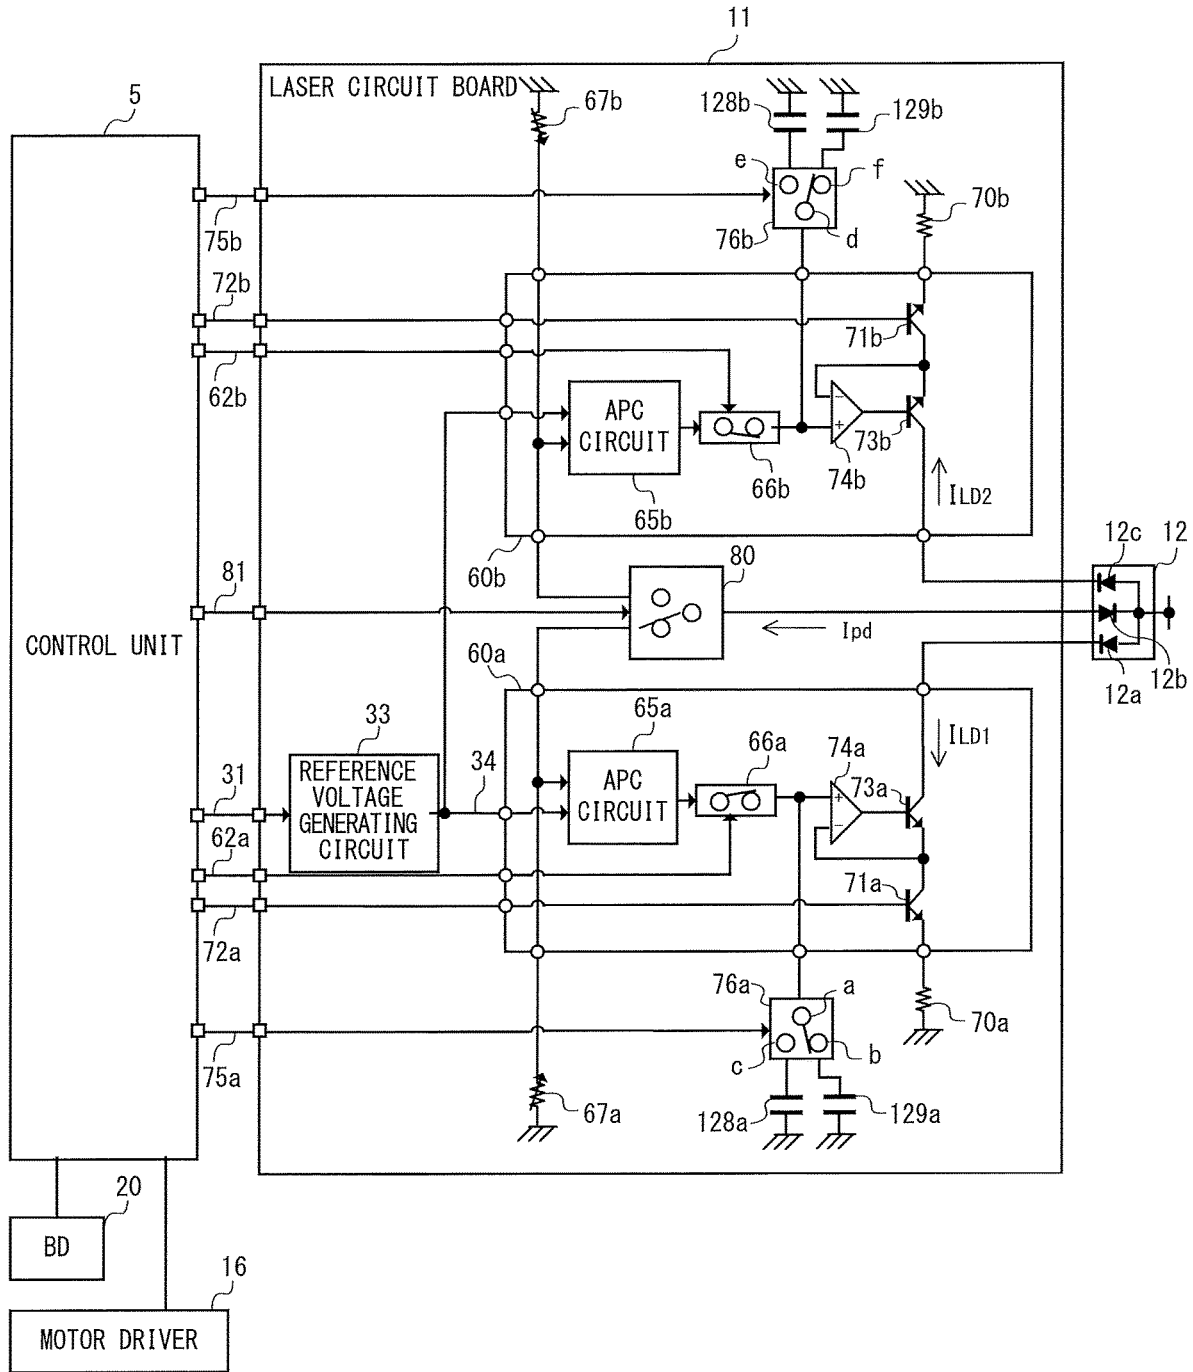 11
LASER CIRCUIT BOARD
67b
128b
129b
5
e
f
d
75b
76b
70b
72b
62b
71b
APC
CIRCUIT
66b
73b
74b
65b
ILD2
60b
80
12c
12
81
CONTROL UNIT
Ipd
60a
12a
12b
33
65a
ILD1
31
REFERENCE
VOLTAGE
GENERATING
CIRCUIT
34
APC
CIRCUIT
66a
74a
73a
62a
71a
72a
76a
a
70a
75a
c
b
67a
128a
129a
20
BD
16
MOTOR DRIVER